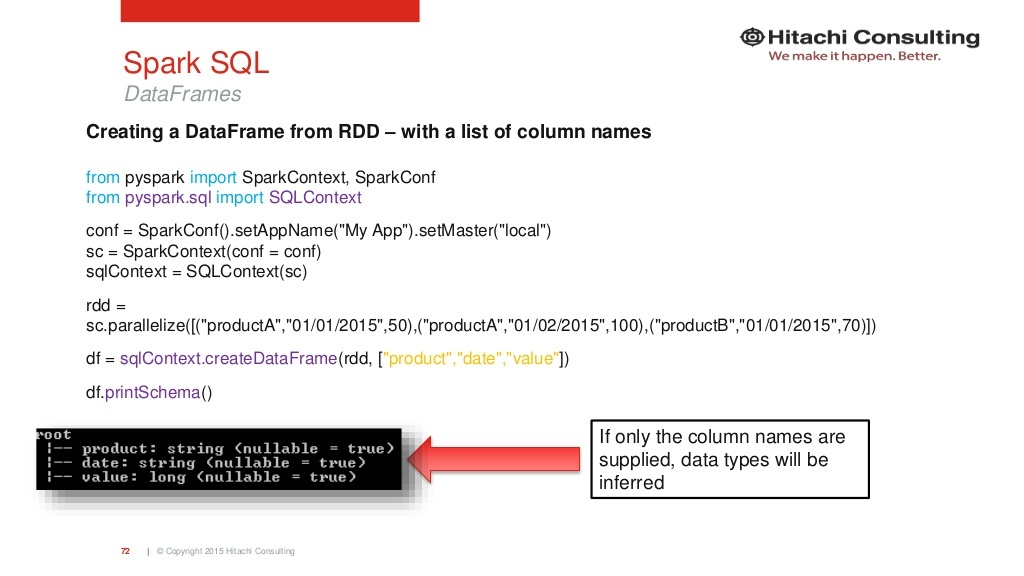 Hitachi Consulting
We make it happen. Better.
Spark SQL
DataFrames
Creating a DataFrame from RDD – with a list of column names
from pyspark import SparkContext, SparkConf
from pyspark.sql import SQLContext
conf = SparkConf().setAppName("My App").setMaster("local")
sc = SparkContext(conf = conf)
sqlContext = SQLContext(sc)
rdd =
sc.parallelize([("productA","01/01/2015",50),("productA","01/02/2015",100),("productB","01/01/2015",70)])
df = sqlContext.createDataFrame(rdd, ["product","date","value"])
df.printSchema()
root
|-- product: string (nullable = true)
|-- date: string (nullable = true)
|-- value: long (nullable = true)
If only the column names are
supplied, data types will be
inferred
72 | © Copyright 2015 Hitachi Consulting